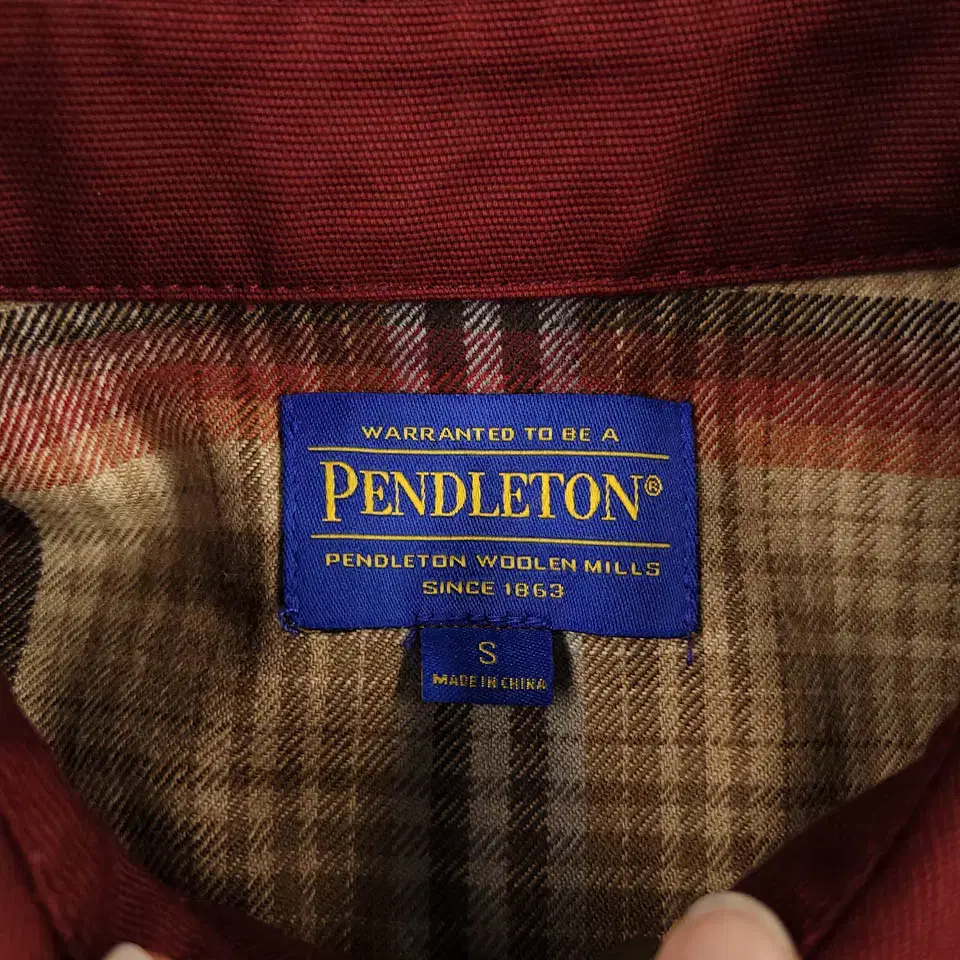 WARRANTED TO BE A
PENDLETON®
PENDLETON WOOLEN MILLS
SINCE 1863
S
MADE IN CHINA